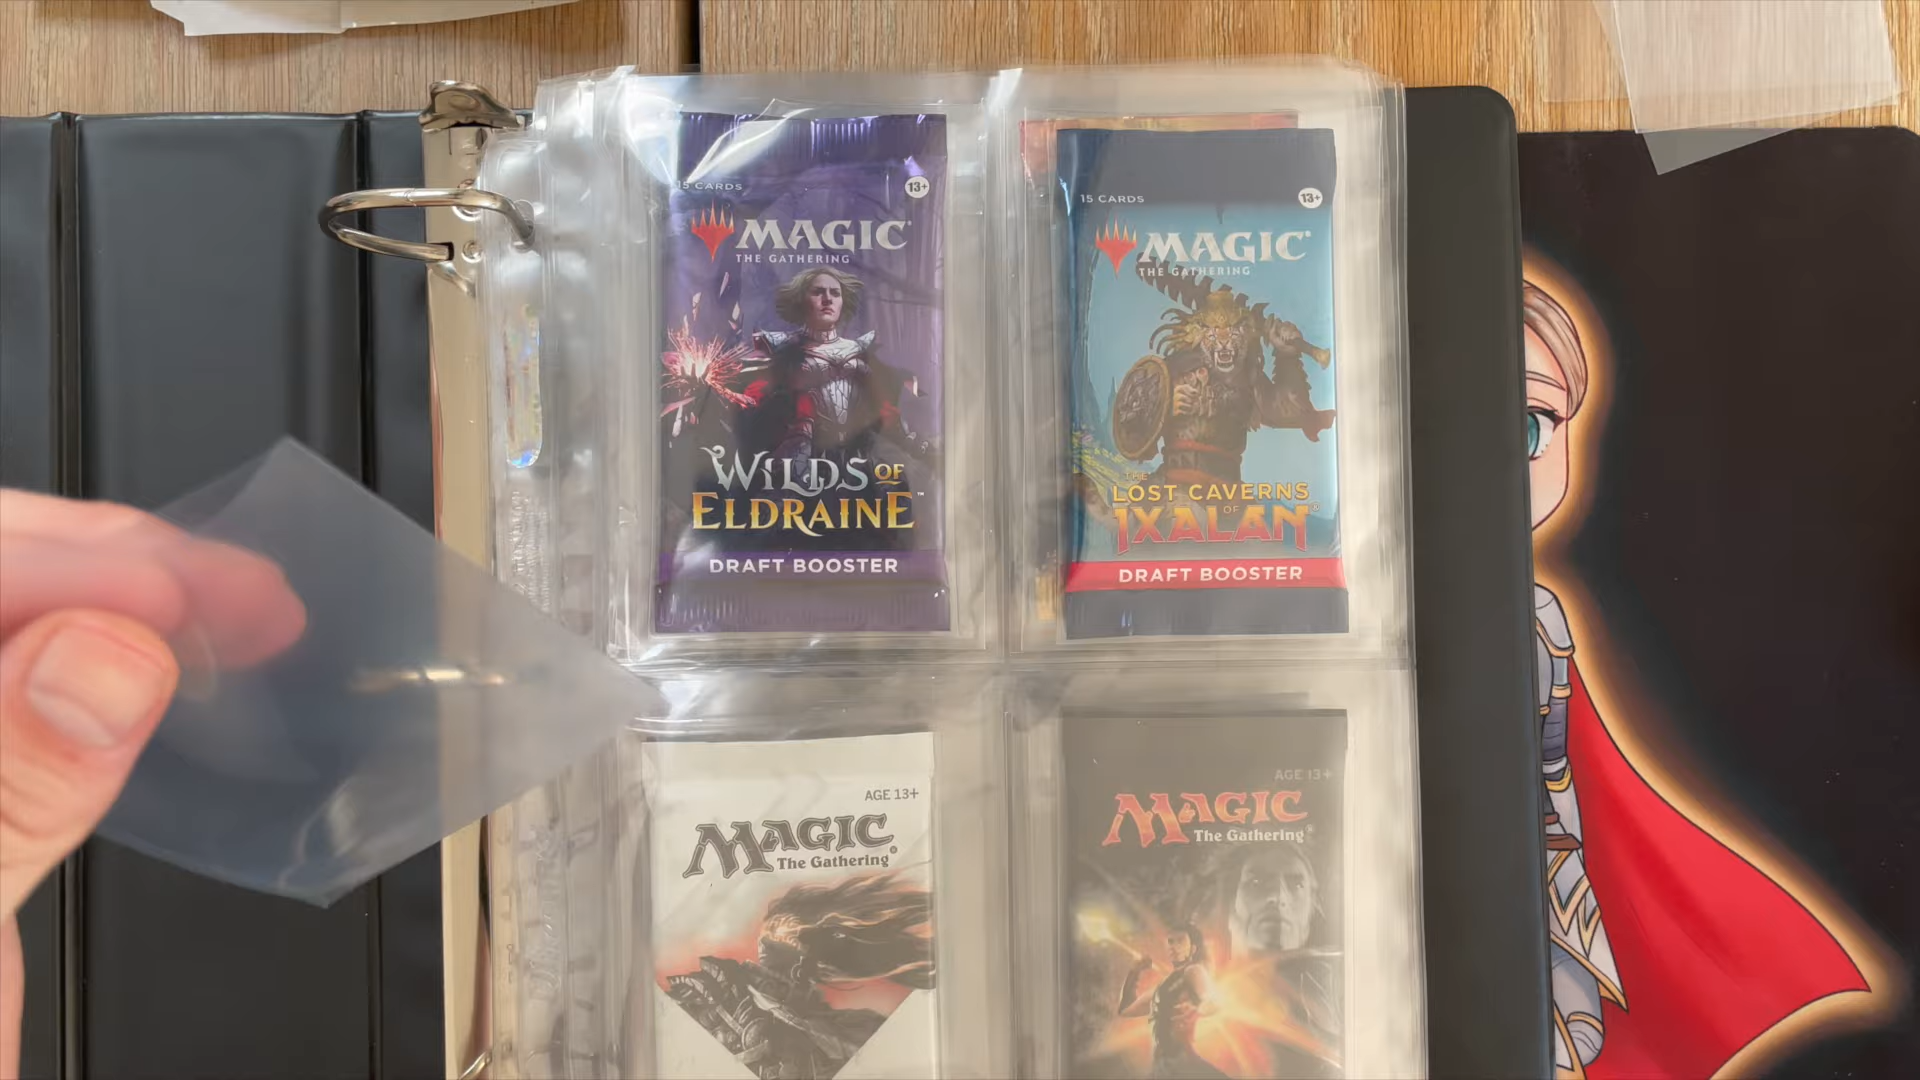 15 CARDS
13+
MAGIC
THE GATHERING
WILDS OF
ELDRAINE™
DRAFT BOOSTER
15 CARDS
13+
MAGIC
THE GATHERING
THE
LOST CAVERNS
OF
IXALAN
DRAFT BOOSTER
AGE 13+
MAGIC
The Gathering®
AGE 13+
MAGIC
The Gathering®